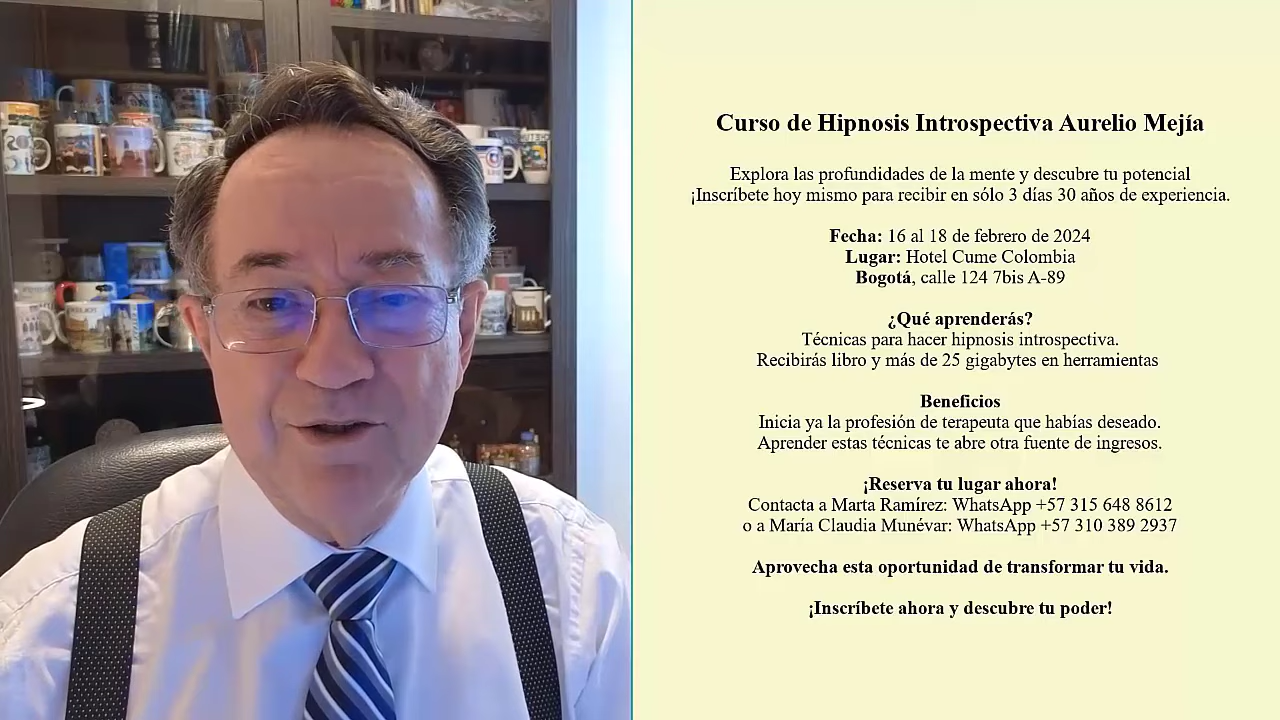 Curso de Hipnosis Introspectiva Aurelio Mejía
Explora las profundidades de la mente y descubre tu potencial
¡Inscríbete hoy mismo para recibir en sólo 3 días 30 años de experiencia.
Fecha: 16 al 18 de febrero de 2024
Lugar: Hotel Cume Colombia
Bogotá, calle 124 7bis A-89
¿Qué aprenderás?
Técnicas para hacer hipnosis introspectiva.
Recibirás libro y más de 25 gigabytes en herramientas
Beneficios
Inicia ya la profesión de terapeuta que habías deseado.
Aprender estas técnicas te abre otra fuente de ingresos.
¡Reserva tu lugar ahora!
Contacta a Marta Ramírez: WhatsApp +57 315 648 8612
o a María Claudia Munévar: WhatsApp +57 310 389 2937
Aprovecha esta oportunidad de transformar tu vida.
¡Inscríbete ahora y descubre tu poder!